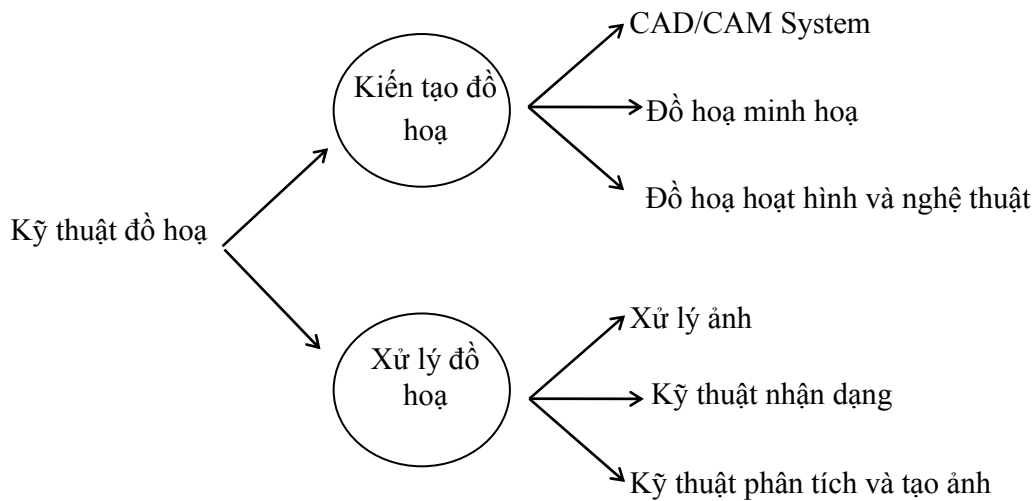 CAD/CAM System
Kiến tạo đồ
hoạ
Đồ hoạ minh hoạ
Đồ hoạ hoạt hình và nghệ thuật
Kỹ thuật đồ hoạ
Xử lý ảnh
Xử lý đồ
hoạ
Kỹ thuật nhận dạng
Kỹ thuật phân tích và tạo ảnh